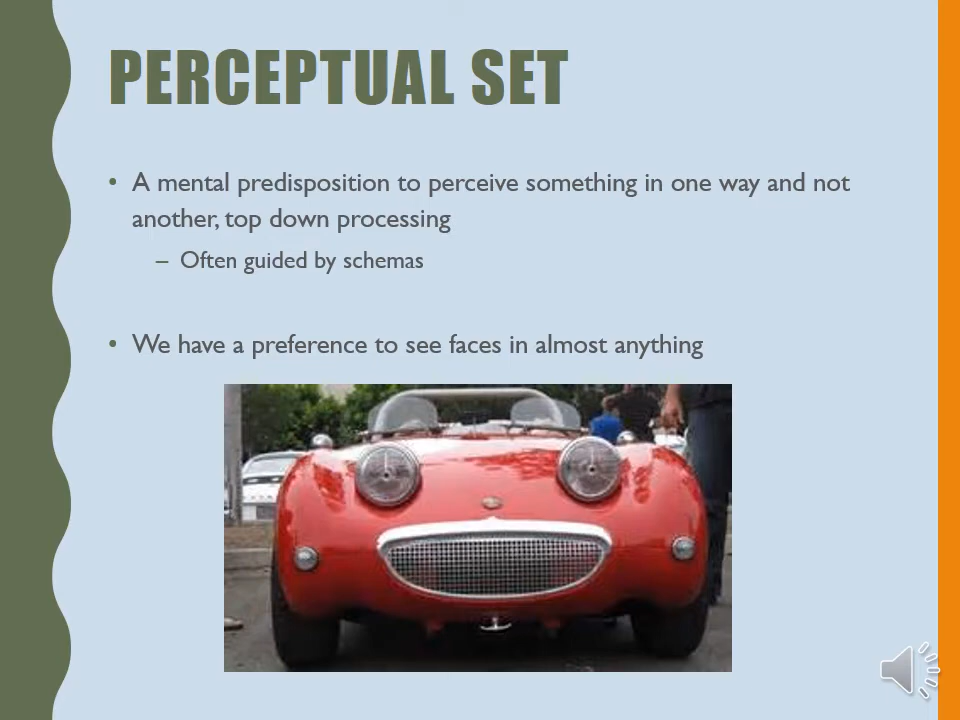 PERCEPTUAL SET
• A mental predisposition to perceive something in one way and not
another, top down processing
– Often guided by schemas
• We have a preference to see faces in almost anything